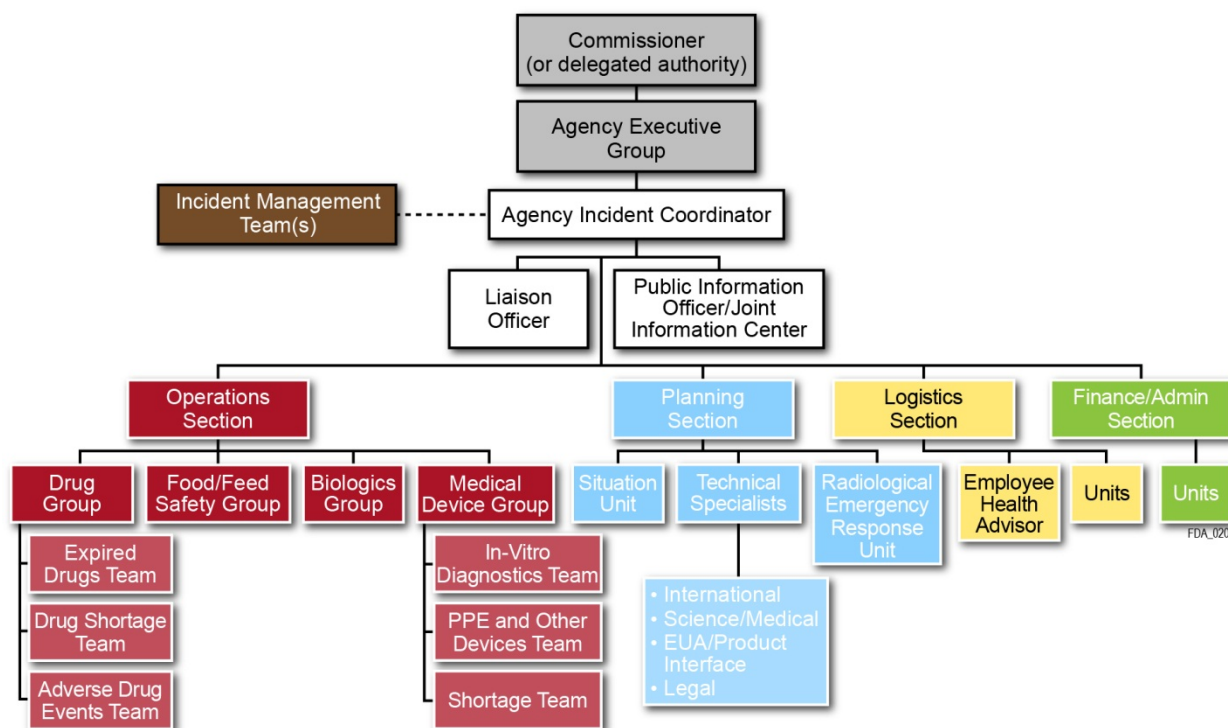 Commissioner
(or delegated authority)
Agency Executive
Group
Incident Management
Team(s)
Agency Incident Coordinator
Liaison
Officer
Public Information
Officer/Joint
Information Center
Operations
Section
Planning
Section
Logistics
Section
Finance/Admin
Section
Drug
Group
Food/Feed
Safety Group
Biologics
Group
Medical
Device Group
Situation
Unit
Technical
Specialists
Radiological
Emergency
Response
Unit
Employee
Health
Advisor
Units
Units
FDA_020
Expired
Drugs Team
Drug Shortage
Team
Adverse Drug
Events Team
In-Vitro
Diagnostics Team
PPE and Other
Devices Team
Shortage Team
• International
• Science/Medical
• EUA/Product
Interface
• Legal